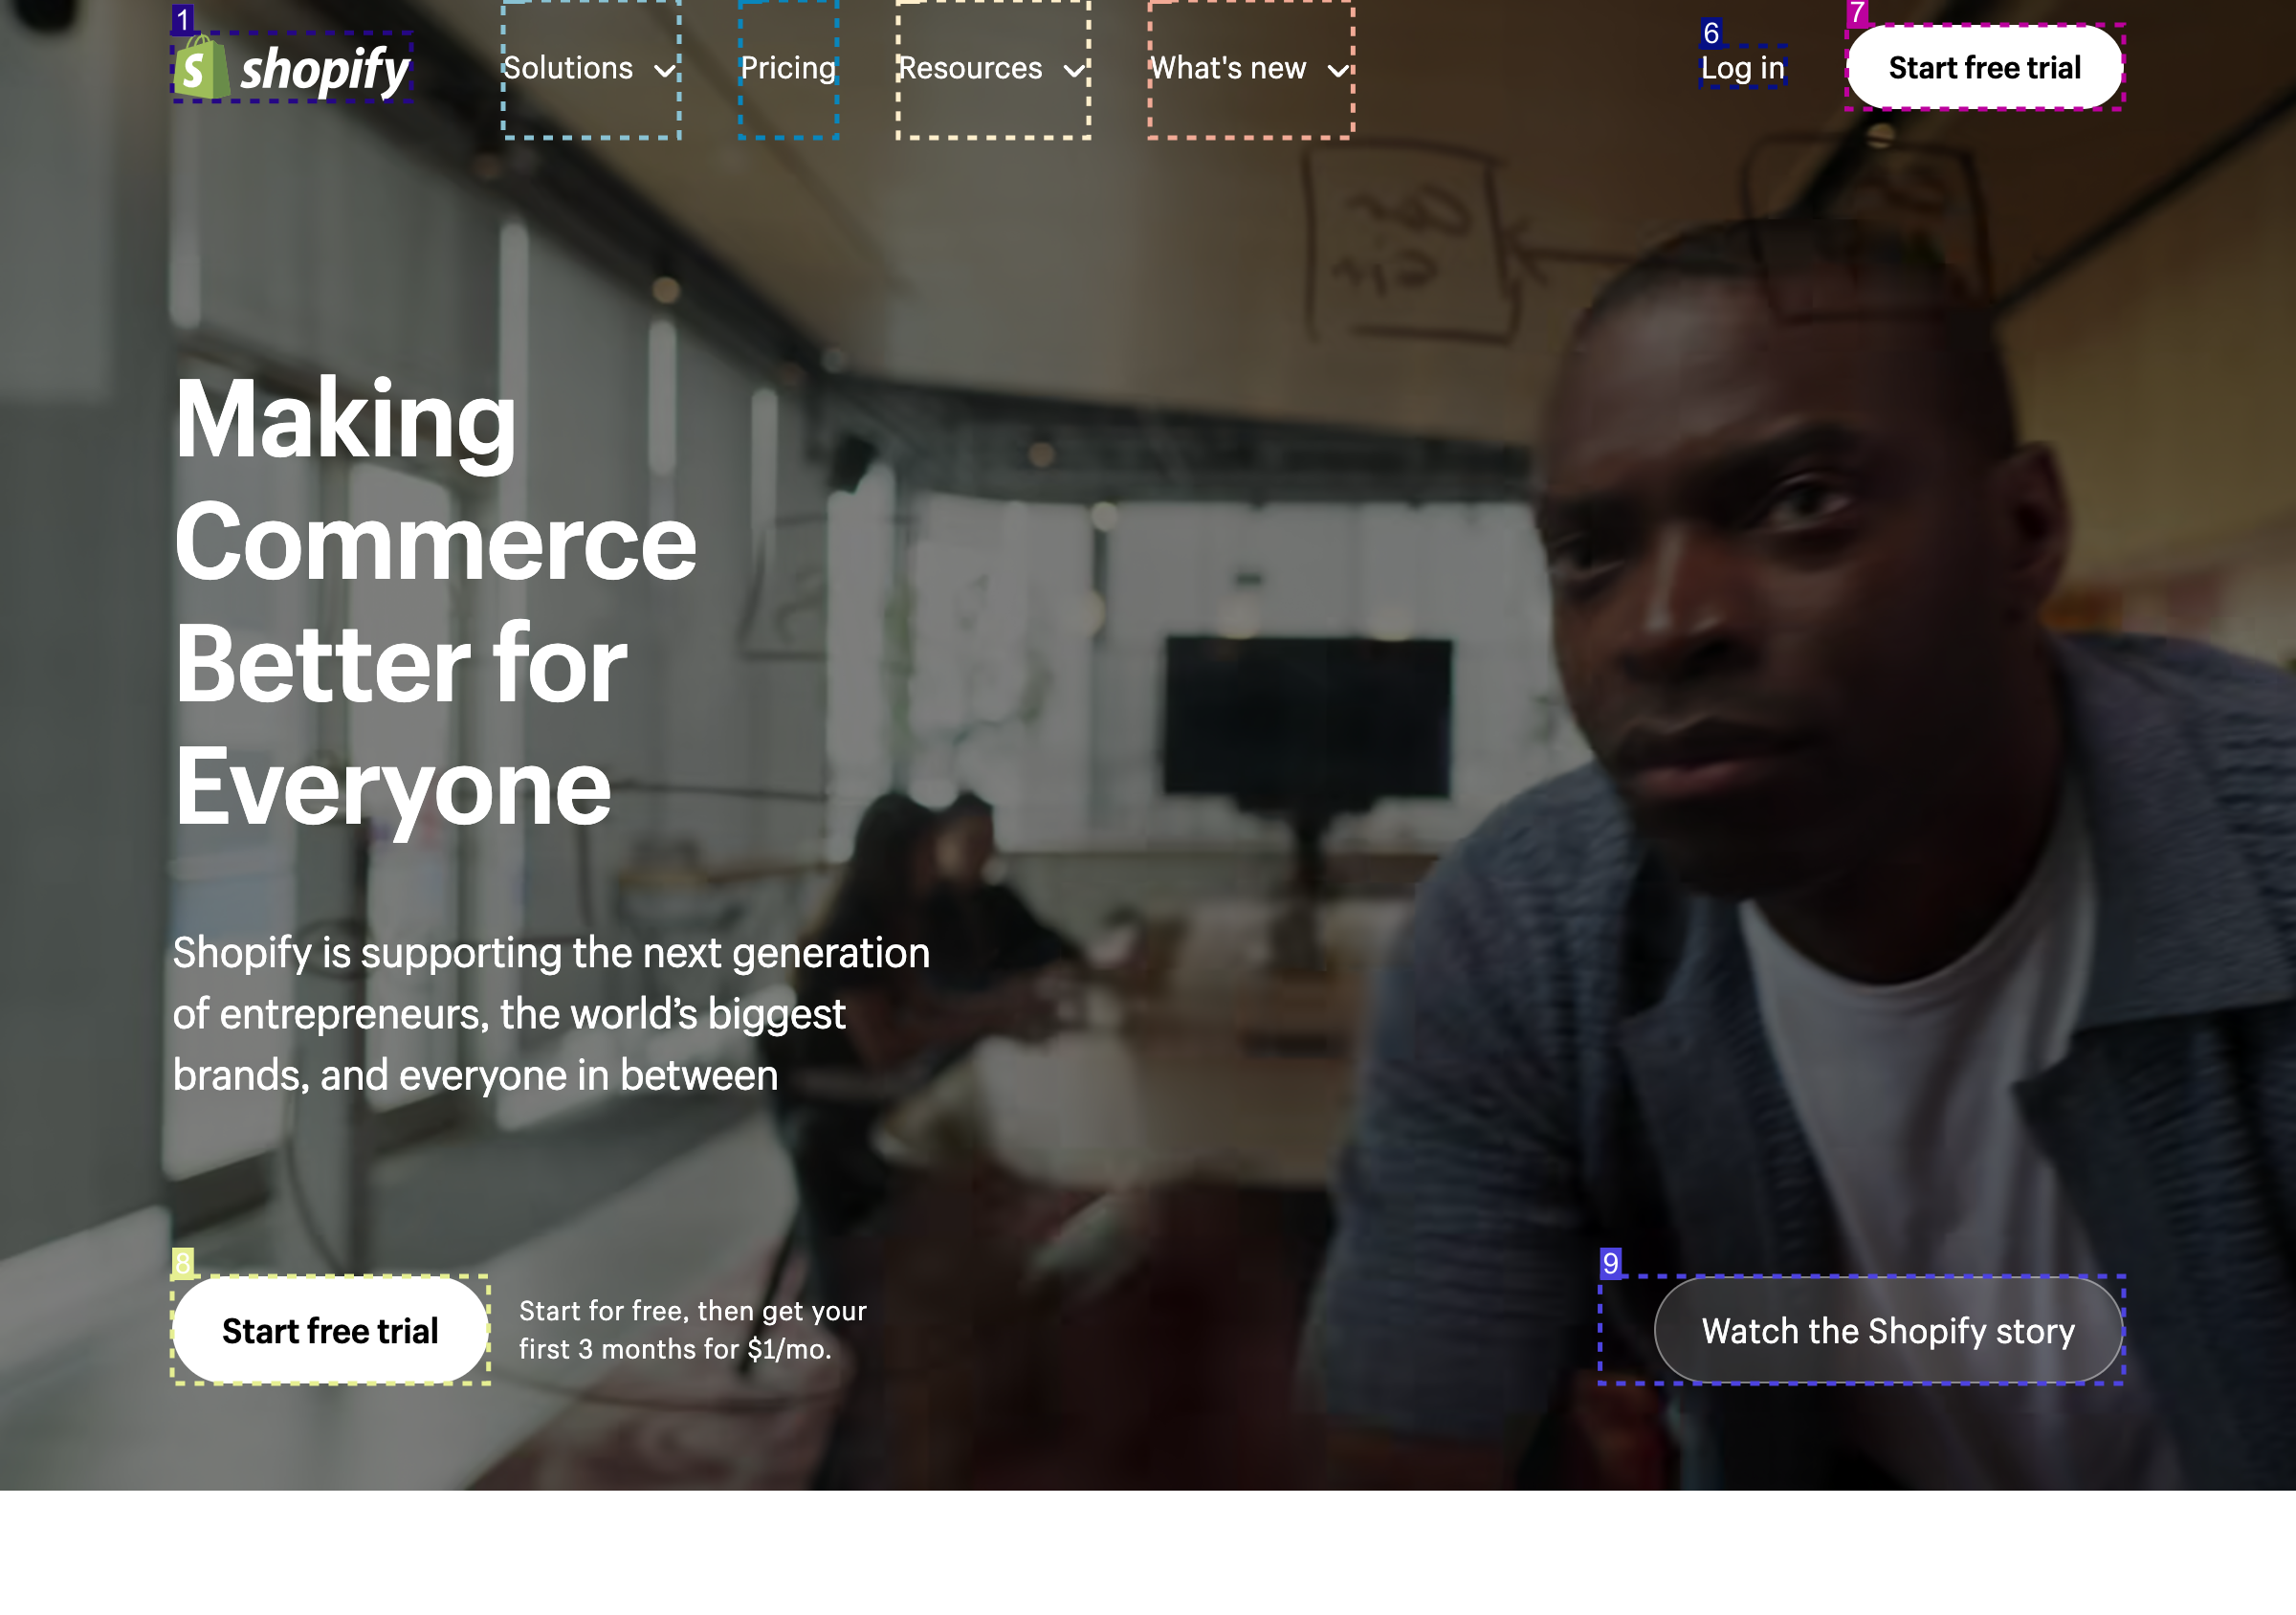 1
shopify
Solutions
Pricing
Resources
What's new
6
Log in
7
Start free trial
Making
Commerce
Better for
Everyone
Shopify is supporting the next generation
of entrepreneurs, the world’s biggest
brands, and everyone in between
8
Start free trial
Start for free, then get your
first 3 months for $1/mo.
9
Watch the Shopify story